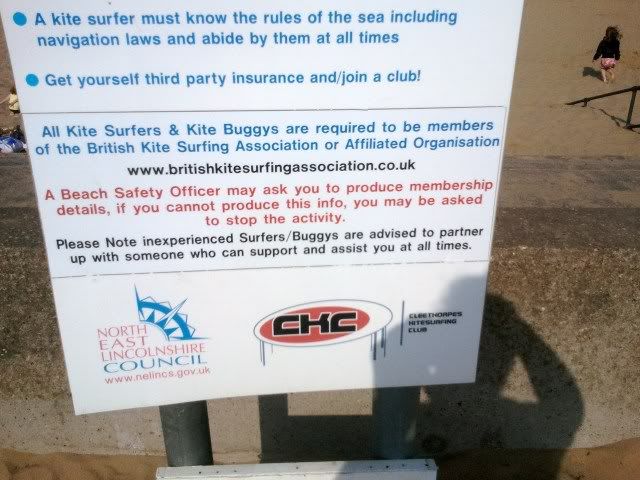 A kite surfer must know the rules of the sea including
navigation laws and abide by them at all times
Get yourself third party insurance and/join a club!
All Kite Surfers & Kite Buggys are required to be members
of the British Kite Surfing Association or Affiliated Organisation
www.britishkitesurfingassociation.co.uk
A Beach Safety Officer may ask you to produce membership
details, if you cannot produce this info, you may be asked
to stop the activity.
Please Note inexperienced Surfers/Buggys are advised to partner
up with someone who can support and assist you at all times.
NORTH
EAST
LINCOLNSHIRE
COUNCIL
www.nelincs.gov.uk
CKC
CLEETHORPES
KITESURFING
CLUB